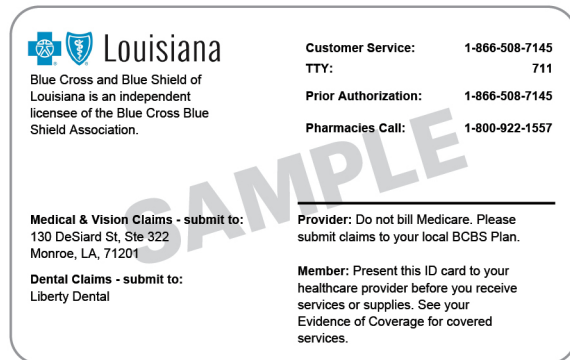 Louisiana
Blue Cross and Blue Shield of
Louisiana is an independent
licensee of the Blue Cross Blue
Shield Association.
Customer Service: 1-866-508-7145
TTY: 711
Prior Authorization: 1-866-508-7145
Pharmacies Call: 1-800-922-1557
SAMPLE
Medical & Vision Claims - submit to:
130 DeSiard St, Ste 322
Monroe, LA, 71201
Dental Claims - submit to:
Liberty Dental
Provider: Do not bill Medicare. Please
submit claims to your local BCBS Plan.
Member: Present this ID card to your
healthcare provider before you receive
services or supplies. See your
Evidence of Coverage for covered
services.